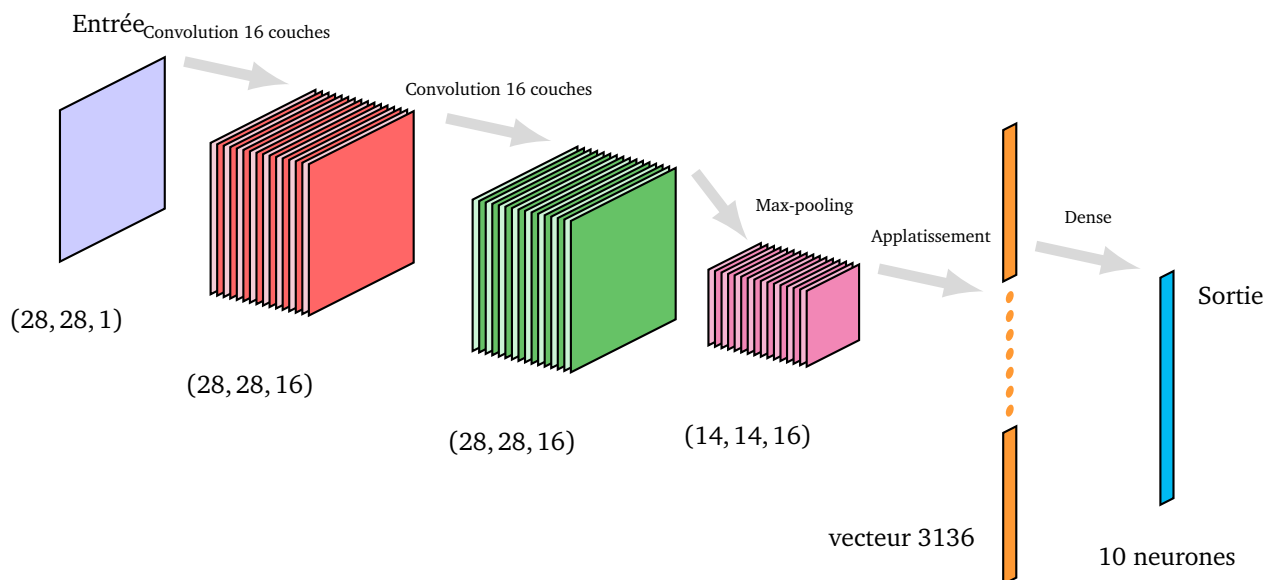 Entrée
Convolution 16 couches
Convolution 16 couches
Max-pooling
Applatissement
Dense
Sortie
(28, 28, 1)
(28, 28, 16)
(28, 28, 16)
(14, 14, 16)
vecteur 3136
10 neurones